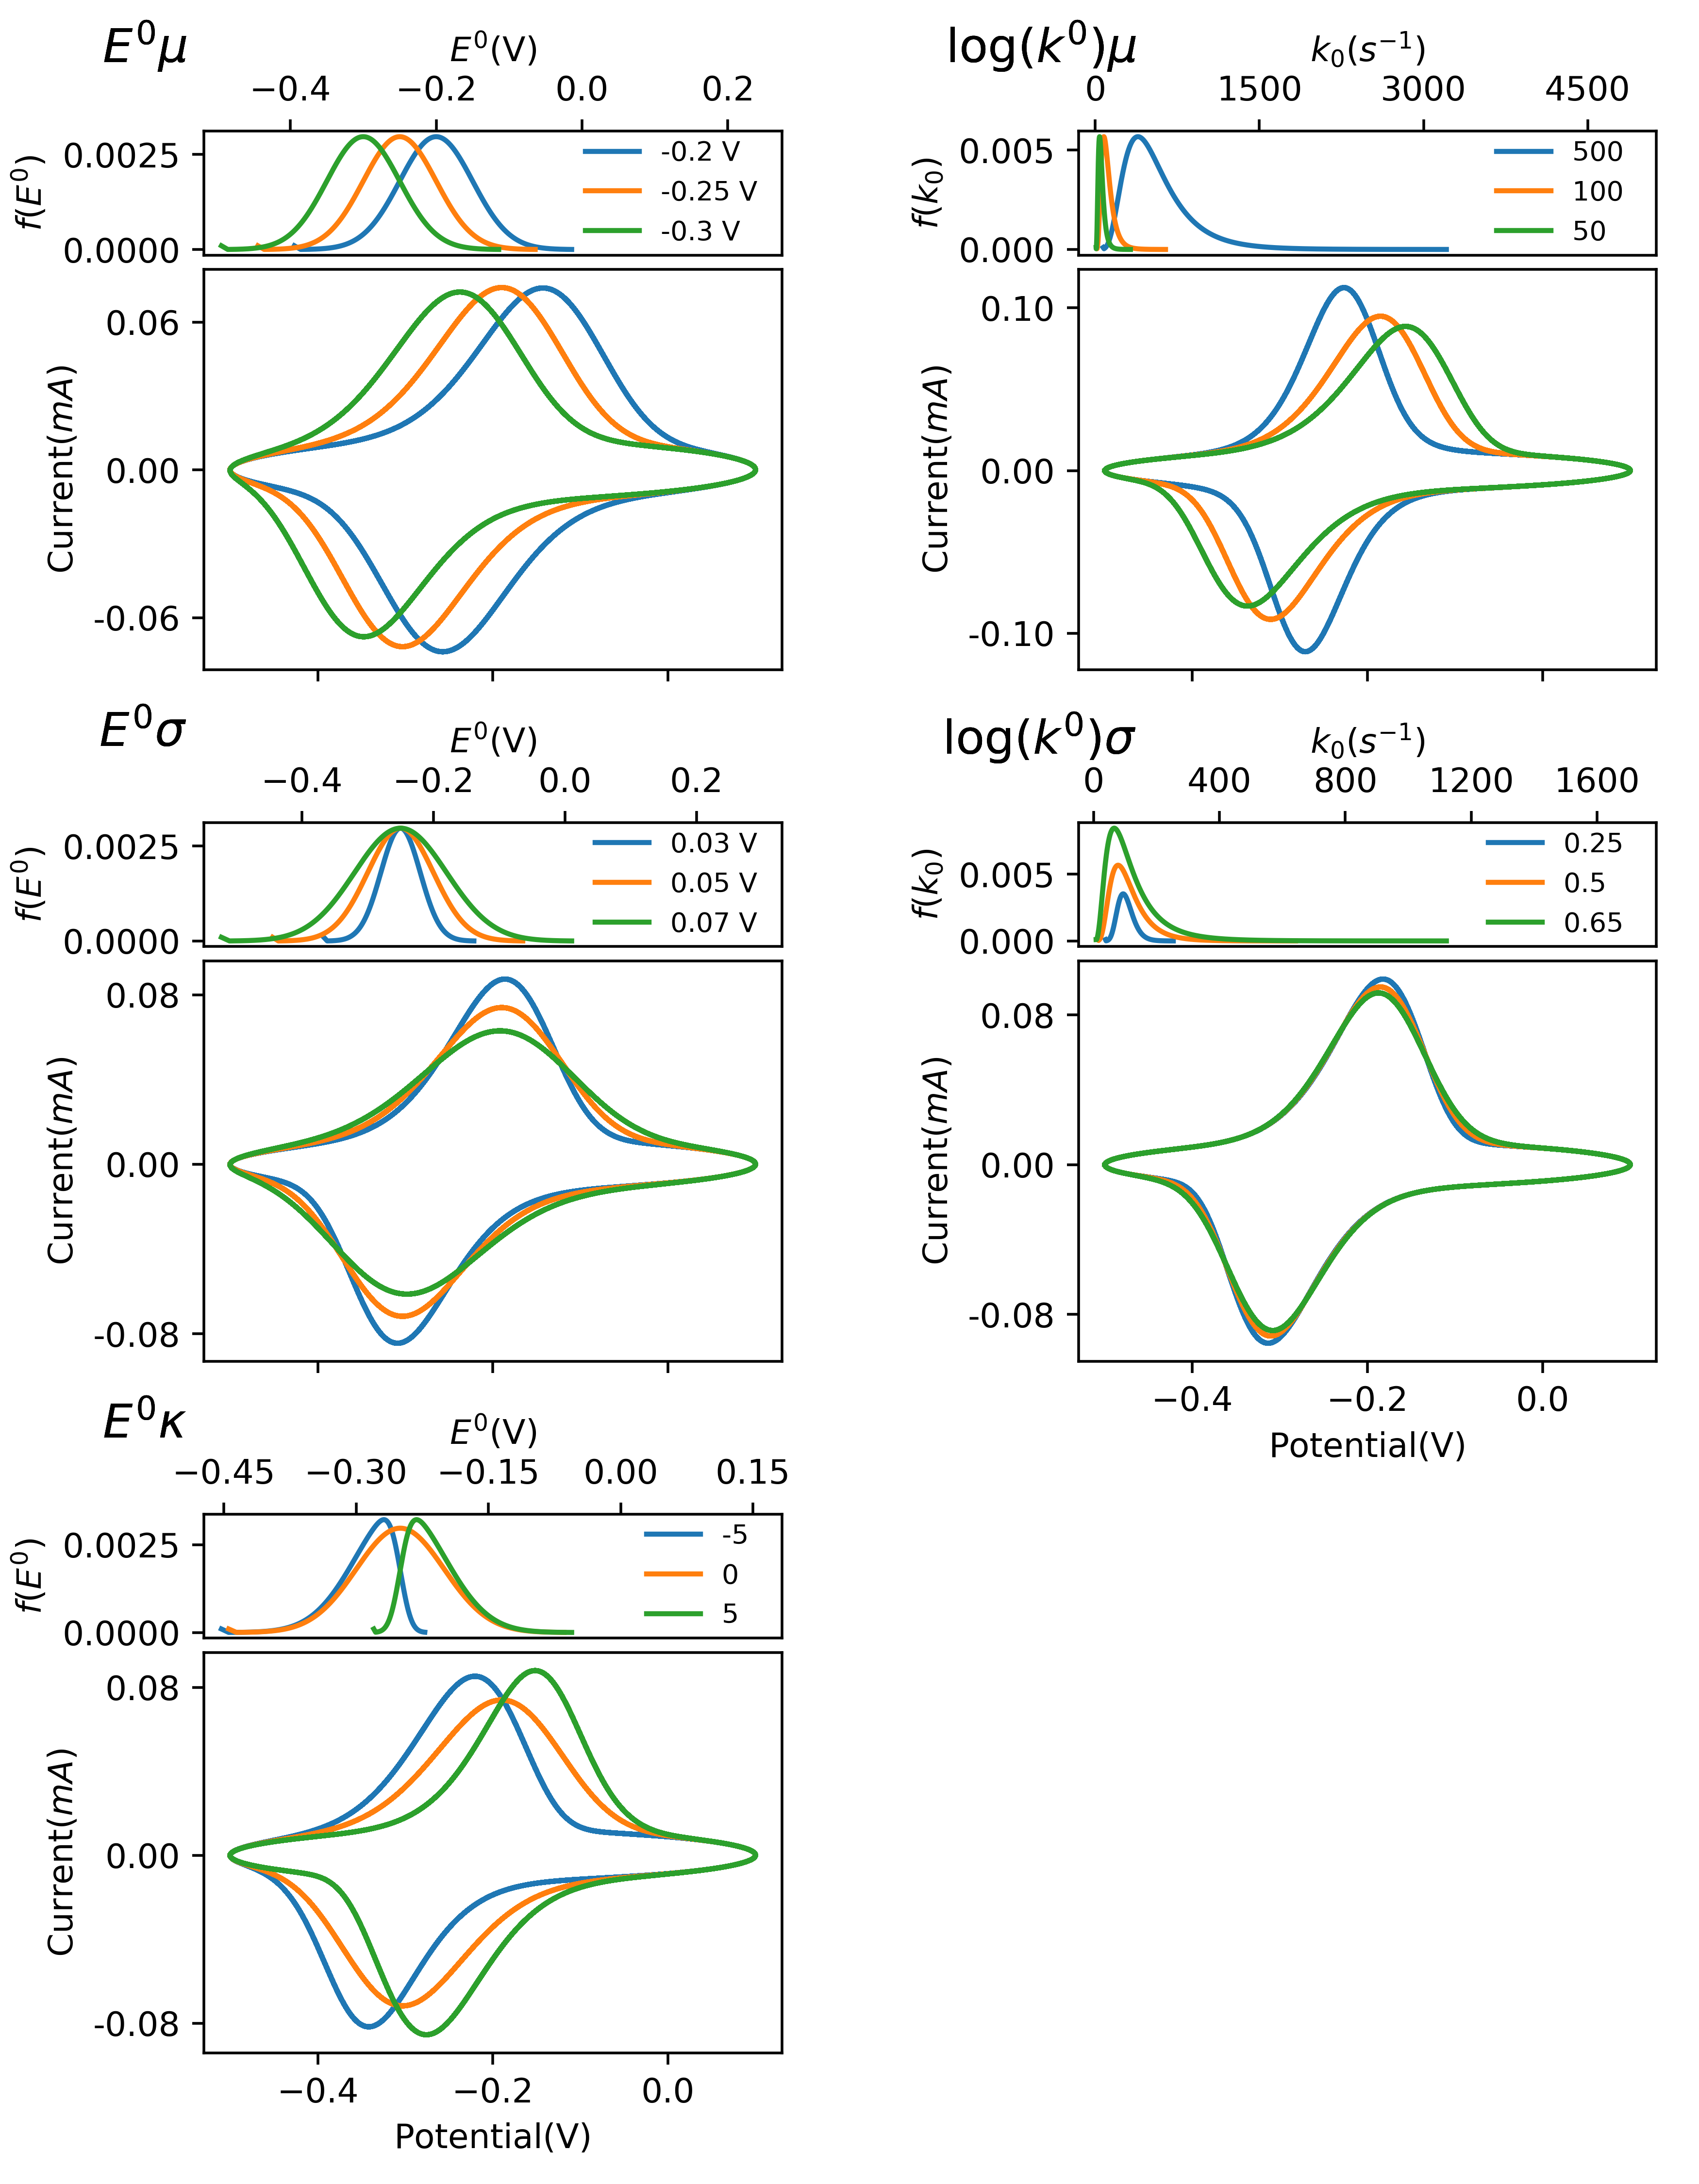 E⁰μ
E⁰(V)
−0.4 −0.2 0.0 0.2
f(E⁰)
0.0025
0.0000
-0.2 V
-0.25 V
-0.3 V
Current(mA)
0.06
0.00
-0.06
log(k⁰)μ
k₀(s⁻¹)
0 1500 3000 4500
f(k₀)
0.005
0.000
500
100
50
Current(mA)
0.10
0.00
-0.10
E⁰σ
E⁰(V)
−0.4 −0.2 0.0 0.2
f(E⁰)
0.0025
0.0000
0.03 V
0.05 V
0.07 V
Current(mA)
0.08
0.00
-0.08
log(k⁰)σ
k₀(s⁻¹)
0 400 800 1200 1600
f(k₀)
0.005
0.000
0.25
0.5
0.65
Current(mA)
0.08
0.00
-0.08
−0.4 −0.2 0.0
Potential(V)
E⁰κ
E⁰(V)
−0.45 −0.30 −0.15 0.00 0.15
f(E⁰)
0.0025
0.0000
-5
0
5
Current(mA)
0.08
0.00
-0.08
−0.4 −0.2 0.0
Potential(V)